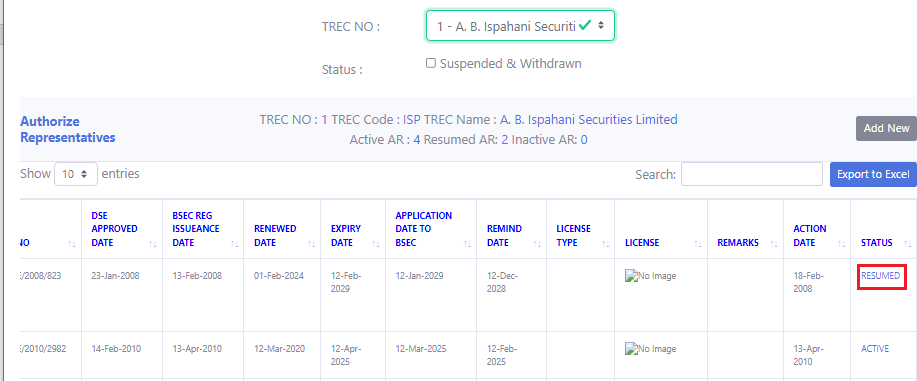 TREC NO :
1 - A. B. Ispahani Securiti
Status :
Suspended & Withdrawn
Authorize
Representatives
TREC NO : 1 TREC Code : ISP TREC Name : A. B. Ispahani Securities Limited
Active AR : 4 Resumed AR: 2 Inactive AR: 0
Add New
Show 10 entries
Search:
Export to Excel
NO
DSE APPROVED DATE
BSEC REG ISSUEANCE DATE
RENEWED DATE
EXPIRY DATE
APPLICATION DATE TO BSEC
REMIND DATE
LICENSE TYPE
LICENSE
REMARKS
ACTION DATE
STATUS
/2008/823
23-Jan-2008
13-Feb-2008
01-Feb-2024
12-Feb-
2029
12-Jan-2029
12-Dec-
2028
No Image
18-Feb-
2008
RESUMED
/2010/2982
14-Feb-2010
13-Apr-2010
12-Mar-2020
12-Apr-
2025
12-Mar-2025
12-Feb-
2025
No Image
13-Apr-
2010
ACTIVE